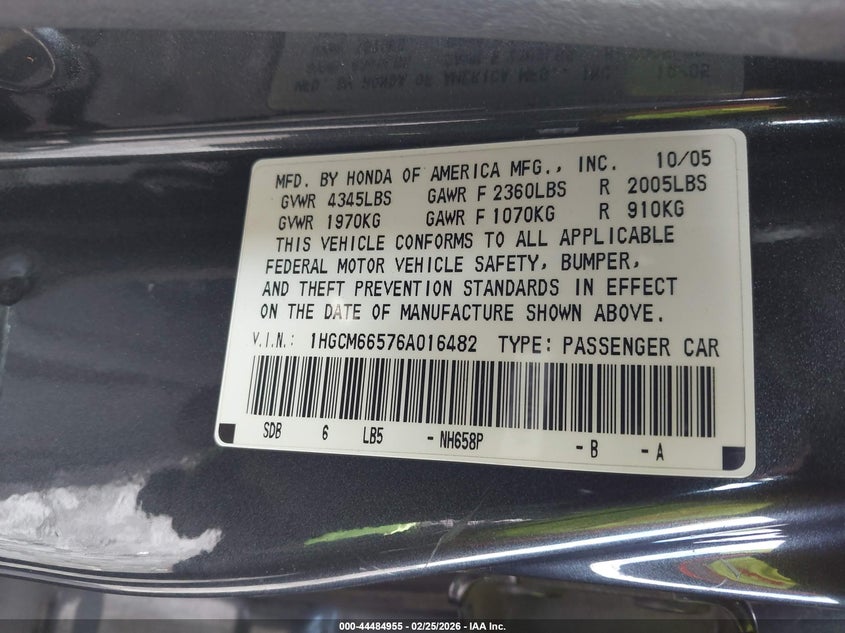 MFD. BY HONDA OF AMERICA MFG., INC. 10/05
GVWR 4345LBS GAWR F 2360LBS R 2005LBS
GVWR 1970KG GAWR F 1070KG R 910KG
THIS VEHICLE CONFORMS TO ALL APPLICABLE
FEDERAL MOTOR VEHICLE SAFETY, BUMPER,
AND THEFT PREVENTION STANDARDS IN EFFECT
ON THE DATE OF MANUFACTURE SHOWN ABOVE.
V.I.N.: 1HGCM66576A016482 TYPE: PASSENGER CAR
SDB 6 LB5 -NH658P -B -A
000-44484955 - 02/25/2026 - IAA Inc.